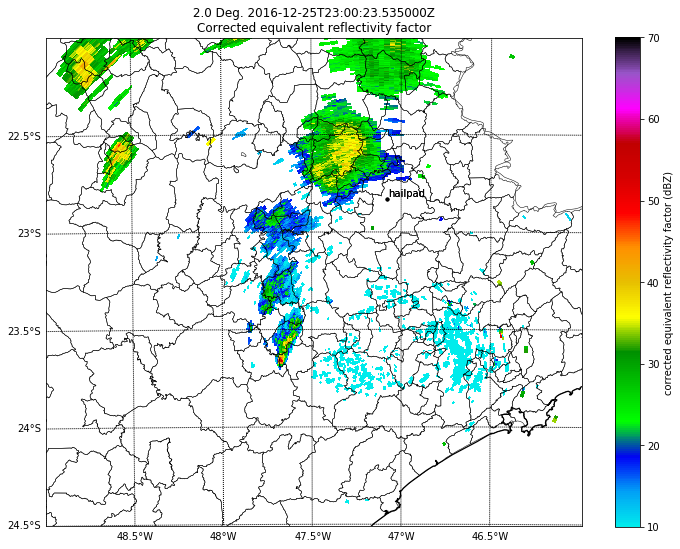 2.0 Deg. 2016-12-25T23:00:23.535000Z
Corrected equivalent reflectivity factor
22.5°S
23°S
23.5°S
24°S
24.5°S
hailpad
48.5°W
48°W
47.5°W
47°W
46.5°W
70
60
50
40
30
20
10
corrected equivalent reflectivity factor (dBZ)